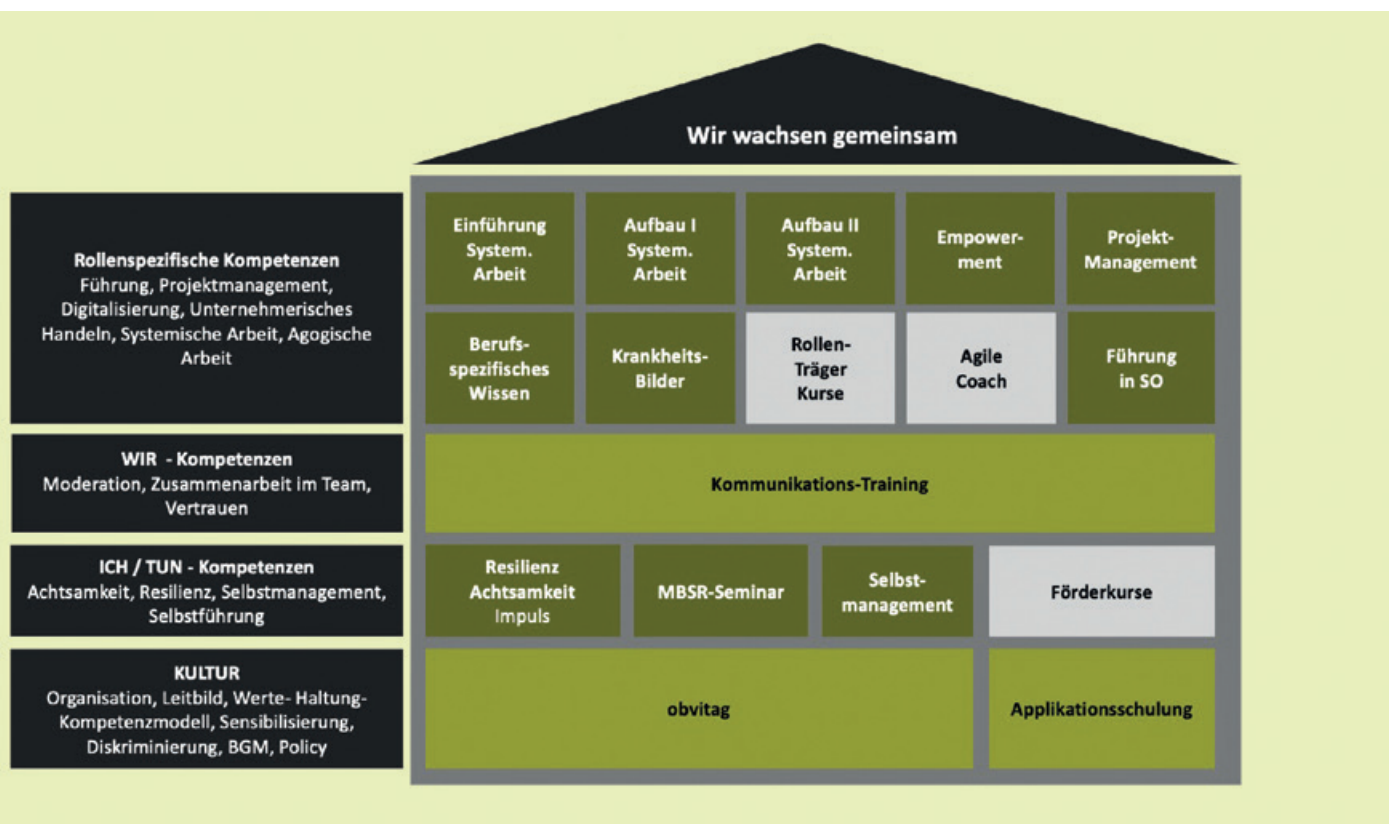 Wir wachsen gemeinsam
Rollenspezifische Kompetenzen
Führung, Projektmanagement,
Digitalisierung, Unternehmerisches
Handeln, Systemische Arbeit, Agogische
Arbeit
Einführung
System.
Arbeit
Aufbau I
System.
Arbeit
Aufbau II
System.
Arbeit
Empower-
ment
Projekt-
Management
Berufs-
spezifisches
Wissen
Krankheits-
Bilder
Rollen-
Träger
Kurse
Agile
Coach
Führung
in SO
WIR - Kompetenzen
Moderation, Zusammenarbeit im Team,
Vertrauen
Kommunikations-Training
ICH / TUN - Kompetenzen
Achtsamkeit, Resilienz, Selbstmanagement,
Selbstführung
Resilienz
Achtsamkeit
Impuls
MBSR-Seminar
Selbst-
management
Förderkurse
KULTUR
Organisation, Leitbild, Werte- Haltung-
Kompetenzmodell, Sensibilisierung,
Diskriminierung, BGM, Policy
obvitag
Applikationsschulung